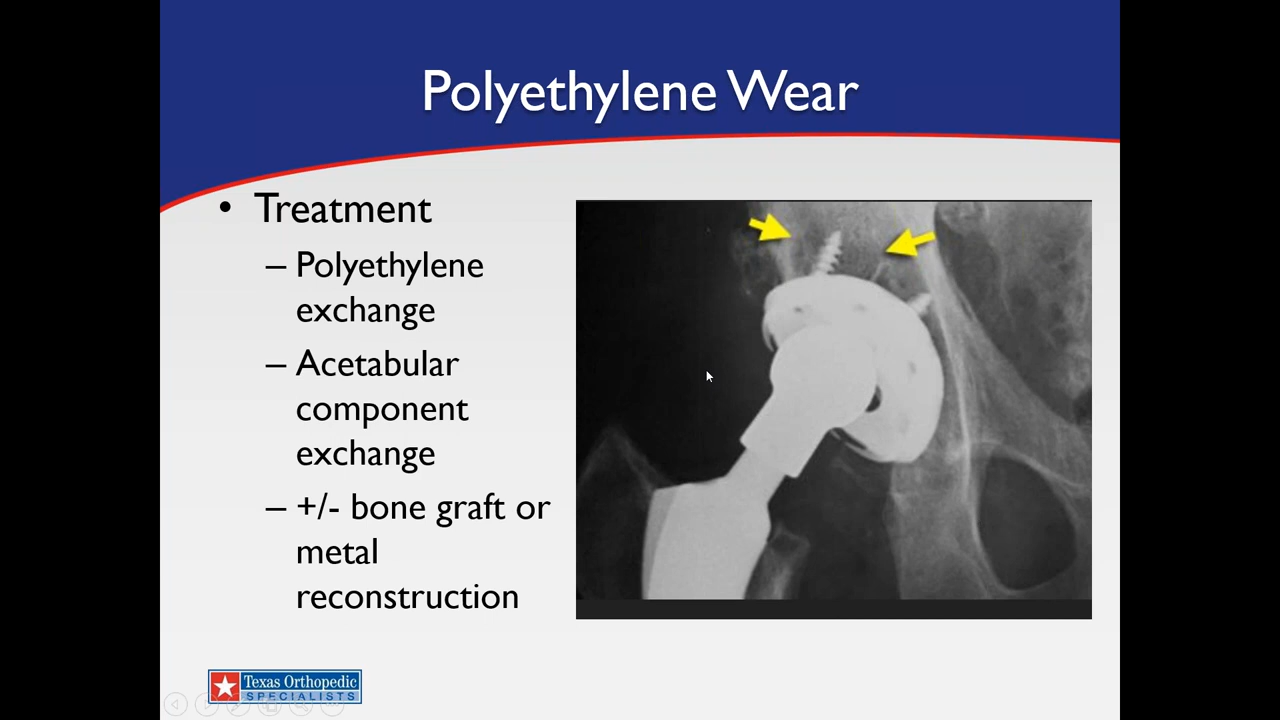 Polyethylene Wear
• Treatment
– Polyethylene
exchange
– Acetabular
component
exchange
– +/- bone graft or
metal
reconstruction
Texas Orthopedic
SPECIALISTS